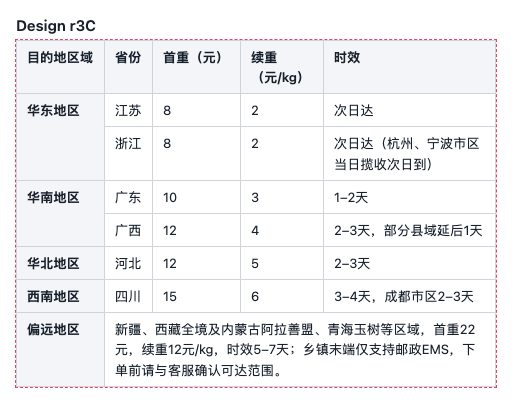 Design r3C
目的地区域 省份 首重（元） 续重（元/kg） 时效
华东地区 江苏 8 2 次日达
浙江 8 2 次日达（杭州、宁波市区
当日揽收次日到）
华南地区 广东 10 3 1–2天
广西 12 4 2–3天，部分县域延后1天
华北地区 河北 12 5 2–3天
西南地区 四川 15 6 3–4天，成都市区2–3天
偏远地区 新疆、西藏全境及内蒙古阿拉善盟、青海玉树等区域，首重22
元，续重12元/kg，时效5–7天；乡镇末端仅支持邮政EMS，下
单前请与客服确认可达范围。